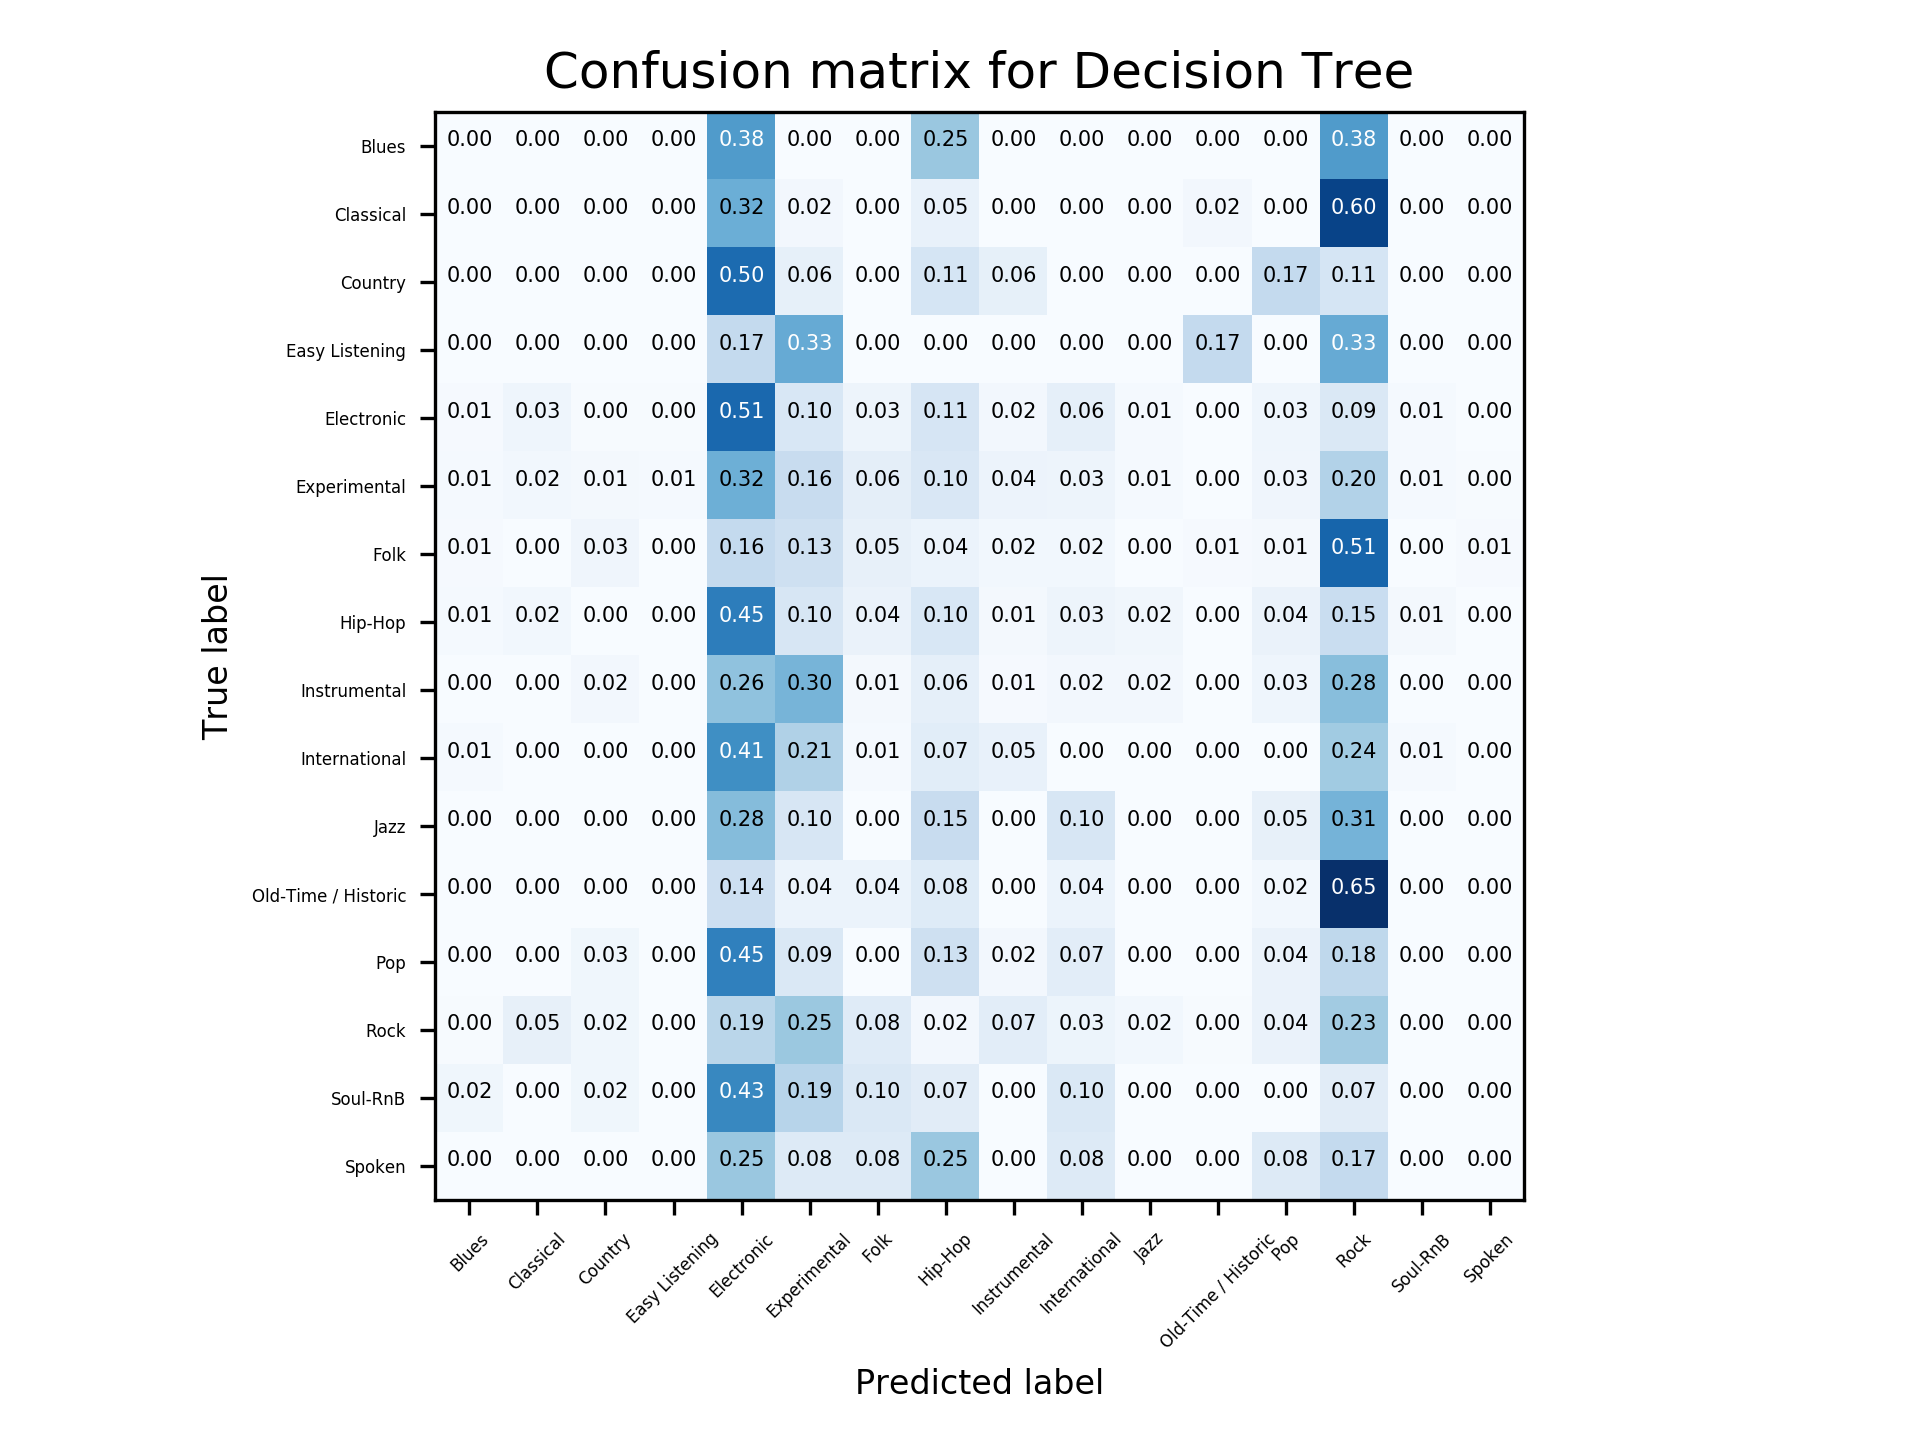 Confusion matrix for Decision Tree
Blues 0.00 0.00 0.00 0.00 0.38 0.00 0.00 0.25 0.00 0.00 0.00 0.00 0.00 0.38 0.00 0.00
Classical 0.00 0.00 0.00 0.00 0.32 0.02 0.00 0.05 0.00 0.00 0.00 0.02 0.00 0.60 0.00 0.00
Country 0.00 0.00 0.00 0.00 0.50 0.06 0.00 0.11 0.06 0.00 0.00 0.00 0.17 0.11 0.00 0.00
Easy Listening 0.00 0.00 0.00 0.00 0.17 0.33 0.00 0.00 0.00 0.00 0.00 0.17 0.00 0.33 0.00 0.00
Electronic 0.01 0.03 0.00 0.00 0.51 0.10 0.03 0.11 0.02 0.06 0.01 0.00 0.03 0.09 0.01 0.00
Experimental 0.01 0.02 0.01 0.01 0.32 0.16 0.06 0.10 0.04 0.03 0.01 0.00 0.03 0.20 0.01 0.00
Folk 0.01 0.00 0.03 0.00 0.16 0.13 0.05 0.04 0.02 0.02 0.00 0.01 0.01 0.51 0.00 0.01
Hip-Hop 0.01 0.02 0.00 0.00 0.45 0.10 0.04 0.10 0.01 0.03 0.02 0.00 0.04 0.15 0.01 0.00
Instrumental 0.00 0.00 0.02 0.00 0.26 0.30 0.01 0.06 0.01 0.02 0.02 0.00 0.03 0.28 0.00 0.00
International 0.01 0.00 0.00 0.00 0.41 0.21 0.01 0.07 0.05 0.00 0.00 0.00 0.00 0.24 0.01 0.00
Jazz 0.00 0.00 0.00 0.00 0.28 0.10 0.00 0.15 0.00 0.10 0.00 0.00 0.05 0.31 0.00 0.00
Old-Time / Historic 0.00 0.00 0.00 0.00 0.14 0.04 0.04 0.08 0.00 0.04 0.00 0.00 0.02 0.65 0.00 0.00
Pop 0.00 0.00 0.03 0.00 0.45 0.09 0.00 0.13 0.02 0.07 0.00 0.00 0.04 0.18 0.00 0.00
Rock 0.00 0.05 0.02 0.00 0.19 0.25 0.08 0.02 0.07 0.03 0.02 0.00 0.04 0.23 0.00 0.00
Soul-RnB 0.02 0.00 0.02 0.00 0.43 0.19 0.10 0.07 0.00 0.10 0.00 0.00 0.00 0.07 0.00 0.00
Spoken 0.00 0.00 0.00 0.00 0.25 0.08 0.08 0.25 0.00 0.08 0.00 0.00 0.08 0.17 0.00 0.00
True label
Blues Classical Country Easy Listening Electronic Experimental Folk Hip-Hop Instrumental International Jazz Old-Time / Historic Pop Rock Soul-RnB Spoken
Predicted label